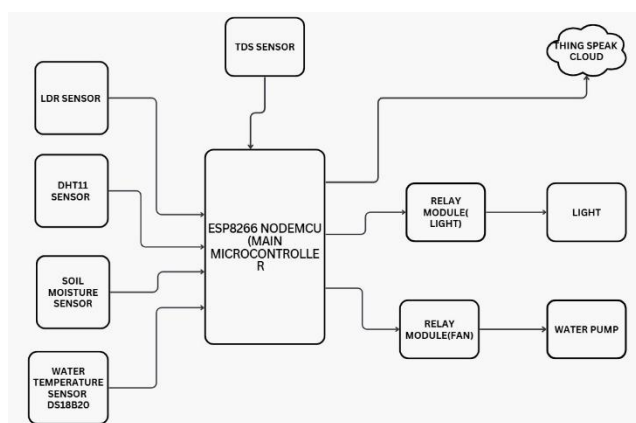 TDS SENSOR
THING SPEAK
CLOUD
LDR SENSOR
DHT11
SENSOR
ESP8266 NODEMCU
(MAIN
MICROCONTROLLE
R
RELAY
MODULE(
LIGHT)
LIGHT
SOIL
MOISTURE
SENSOR
RELAY
MODULE(FAN)
WATER PUMP
WATER
TEMPERATURE
SENSOR
DS18B20